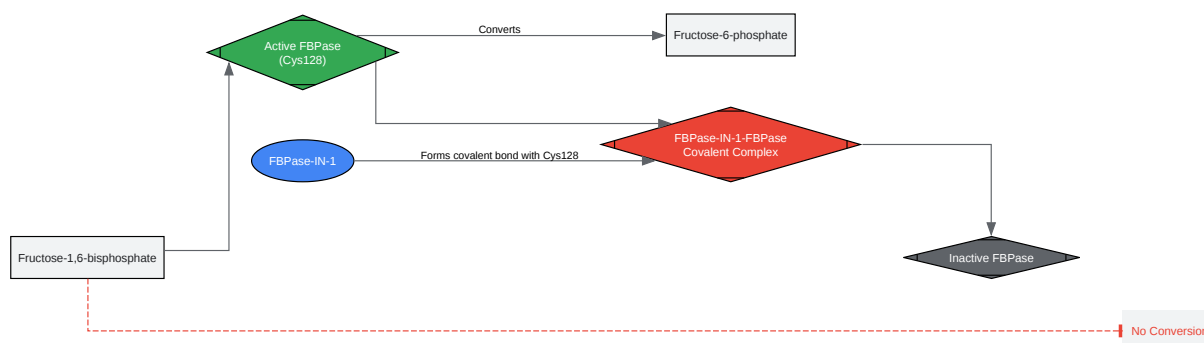 Active FBPase
(Cys128)
Converts
Fructose-6-phosphate
FBPase-IN-1
Forms covalent bond with Cys128
FBPase-IN-1-FBPase
Covalent Complex
Fructose-1,6-bisphosphate
Inactive FBPase
No Conversion